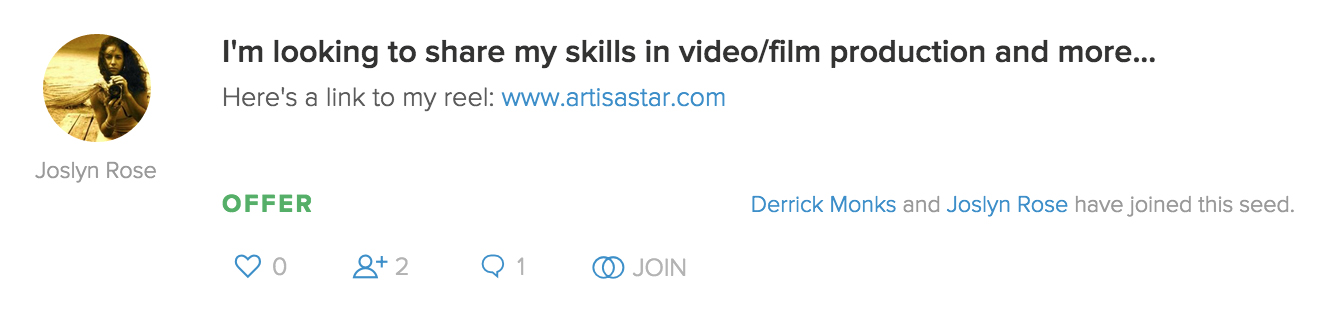 I'm looking to share my skills in video/film production and more...
Here's a link to my reel: www.artisastar.com
Joslyn Rose
OFFER
Derrick Monks and Joslyn Rose have joined this seed.
0 2 1 JOIN